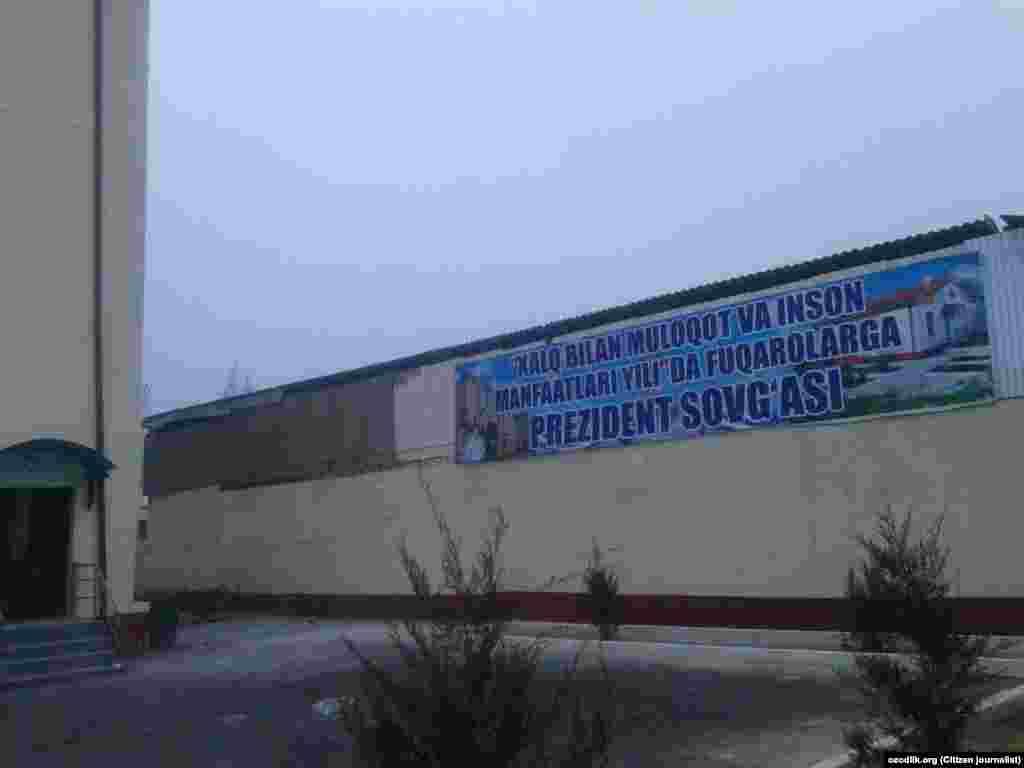 "XALQ BILAN MULOQOT VA INSON
MANFAATLARI YILI"DA FUQAROLARGA
PREZIDENT SOVG'ASI
ozodlik.org (Citizen journalist)